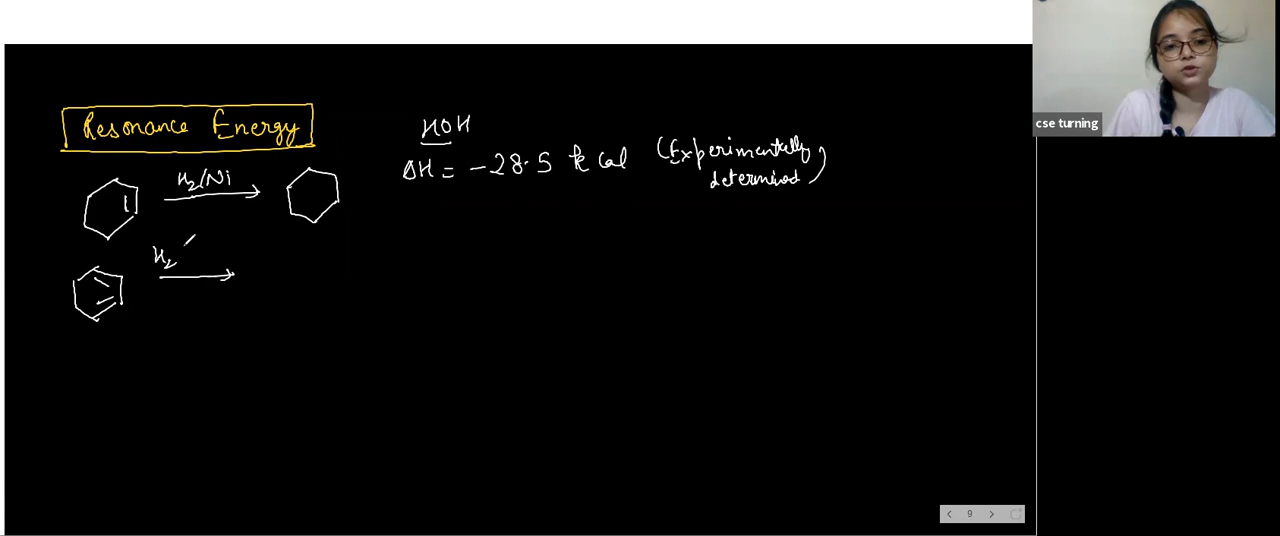 Resonance Energy
H2/Ni
H2
HOH
ΔH = -28.5 k Cal (Experimentally
determined)
cse turning
9